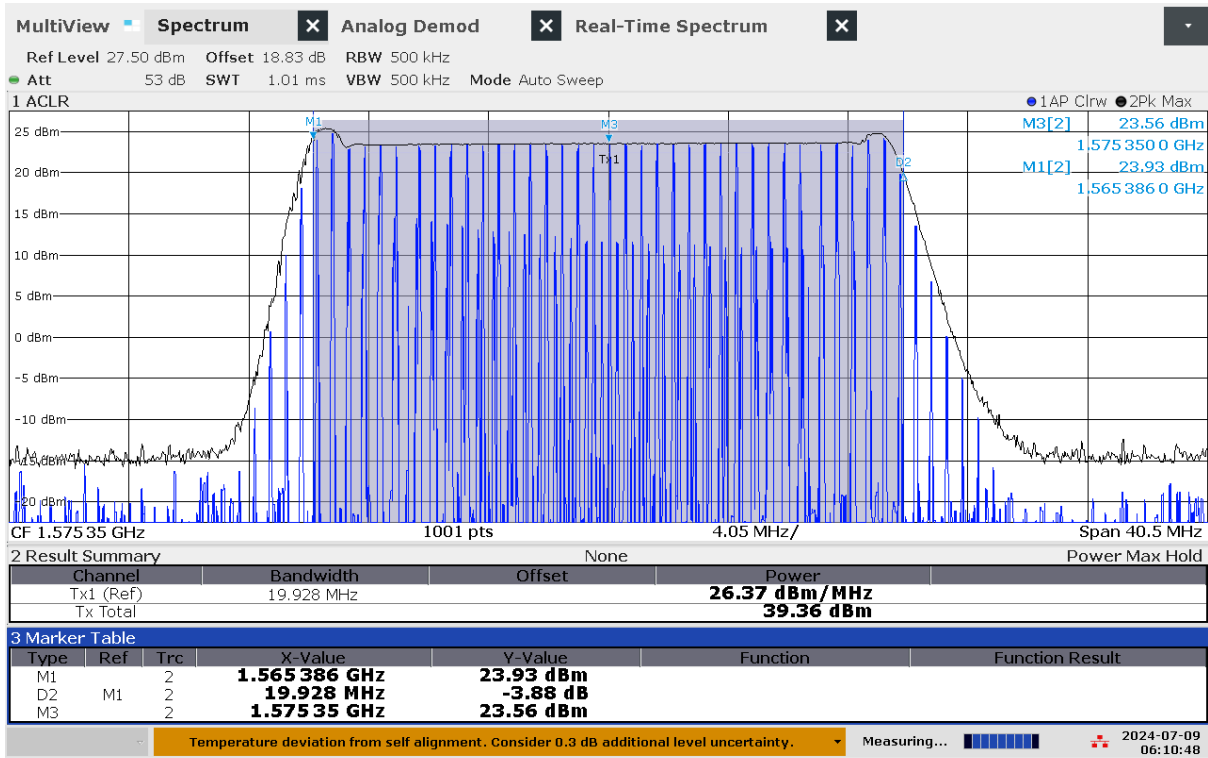 MultiView Spectrum X Analog Demod X Real-Time Spectrum X
Ref Level 27.50 dBm Offset 18.83 dB RBW 500 kHz
Att 53 dB SWT 1.01 ms VBW 500 kHz Mode Auto Sweep
1 ACLR 1AP Clrw 2Pk Max
M3[2] 23.56 dBm
1.575 350 0 GHz
M1[2] 23.93 dBm
1.565 386 0 GHz
M1
M3
Tx1
D2
25 dBm
20 dBm
15 dBm
10 dBm
5 dBm
0 dBm
-5 dBm
-10 dBm
-15 dBm
-20 dBm
CF 1.575 35 GHz 1001 pts 4.05 MHz/ Span 40.5 MHz
2 Result Summary None Power Max Hold
Channel Bandwidth Offset Power
Tx1 (Ref) 19.928 MHz 26.37 dBm/MHz
Tx Total 39.36 dBm
3 Marker Table
Type Ref Trc X-Value Y-Value Function Function Result
M1 2 1.565 386 GHz 23.93 dBm
D2 M1 2 19.928 MHz -3.88 dB
M3 2 1.575 35 GHz 23.56 dBm
Temperature deviation from self alignment. Consider 0.3 dB additional level uncertainty. Measuring... 2024-07-09
06:10:48